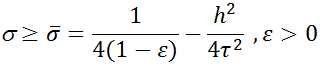 σ ≥ σ̄ = 1/(4(1 − ε)) − h²/(4τ²) , ε > 0